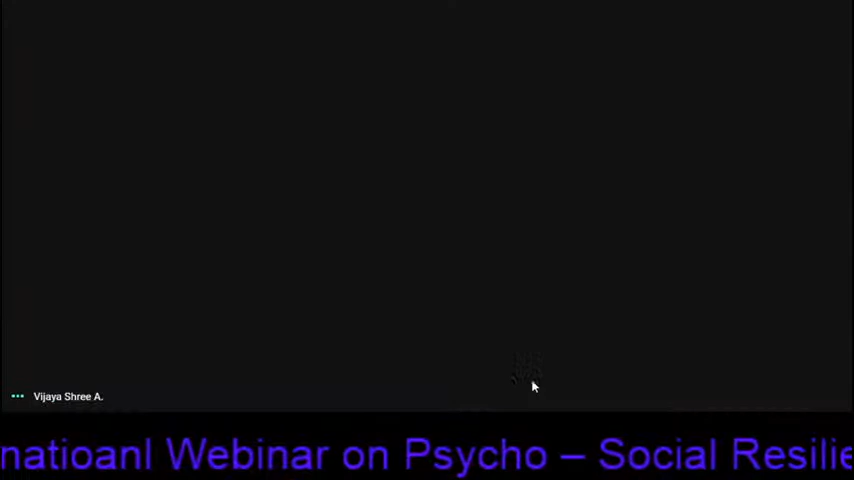 Vijaya Shree A.
natioanl Webinar on Psycho – Social Resilie